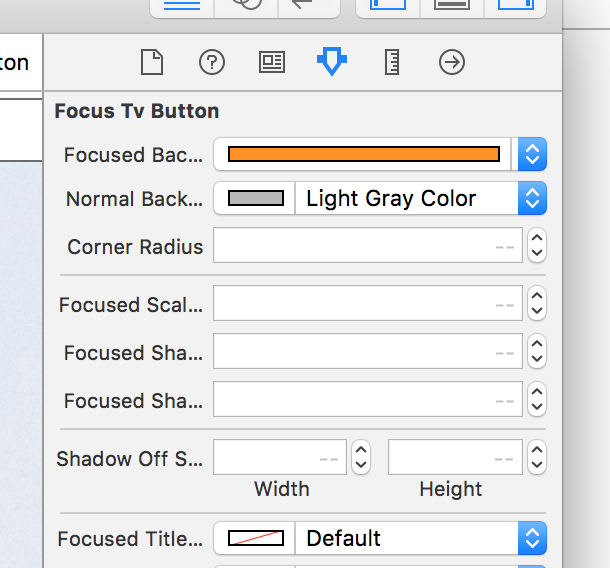 ton
Focus Tv Button
Focused Bac...
Normal Back... Light Gray Color
Corner Radius --
Focused Scal... --
Focused Sha... --
Focused Sha... --
Shadow Off S... -- --
Width Height
Focused Title... Default